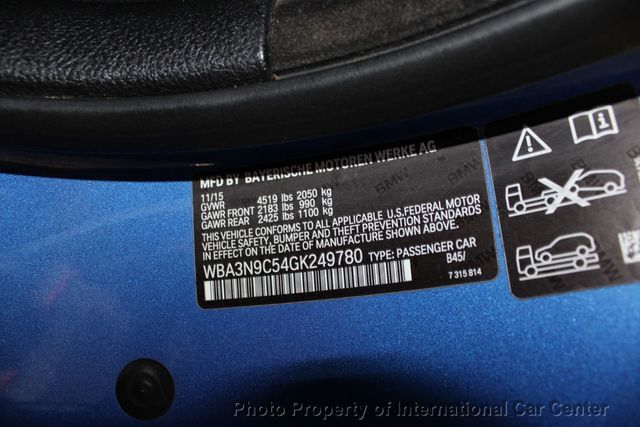 MFD BY BAYERISCHE MOTOREN WERKE AG
11/15
GVWR 4519 lbs 2050 kg
GAWR FRONT 2183 lbs 990 kg
GAWR REAR 2425 lbs 1100 kg
THIS VEHICLE CONFORMS TO ALL APPLICABLE U.S. FEDERAL MOTOR
VEHICLE SAFETY, BUMPER, AND THEFT PREVENTION STANDARDS
IN EFFECT ON THE DATE OF MANUFACTURE SHOWN ABOVE.
WBA3N9C54GK249780 TYPE: PASSENGER CAR
B45/
7 315 814
BMW
BMW
Photo Property of International Car Center